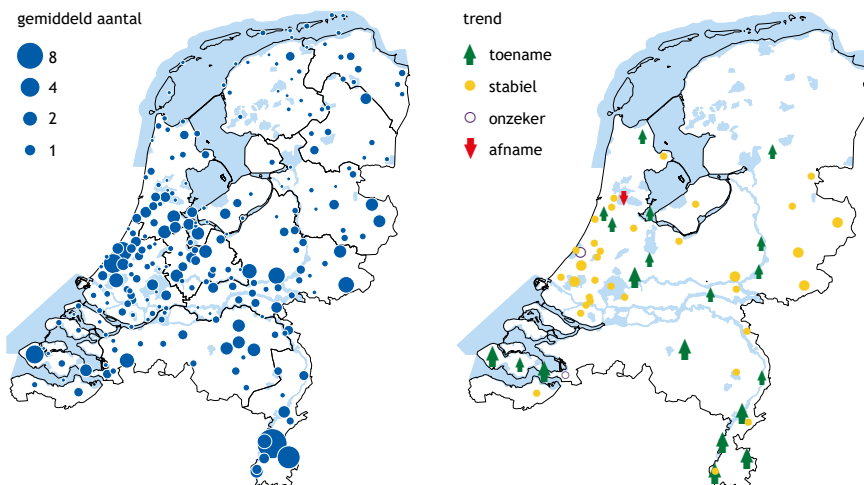 gemiddeld aantal
8
4
2
1
trend
toename
stabiel
onzeker
afname